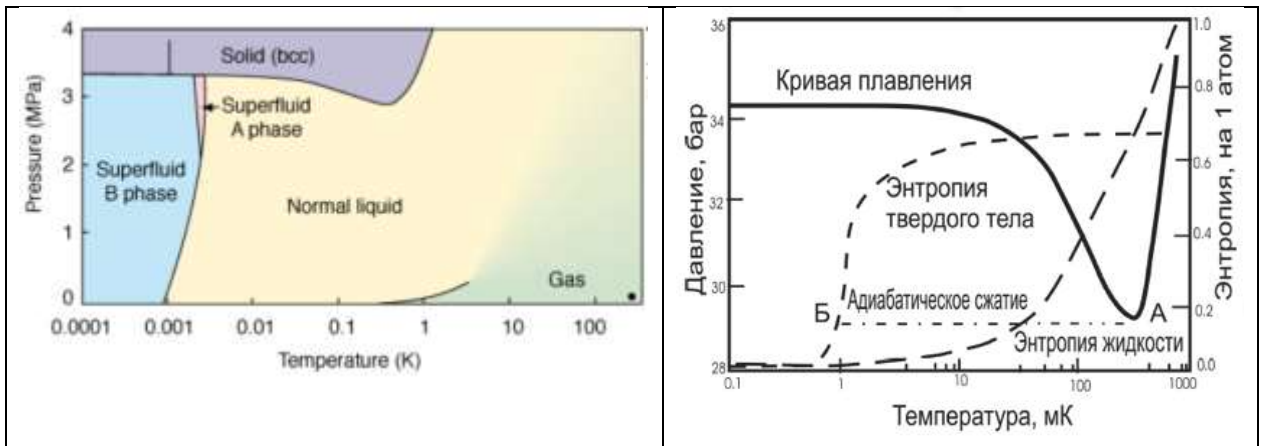 4
3
2
1
0
Pressure (MPa)
Solid (bcc)
Superfluid
A phase
Superfluid
B phase
Normal liquid
Gas
0.0001
0.001
0.01
0.1
1
10
100
Temperature (K)
36
34
32
30
28
Давление, бар
Кривая плавления
Энтропия
твердого тела
Б
Адиабатическое сжатие
А
Энтропия жидкости
1.0
0.8
0.6
0.4
0.2
0.0
Энтропия, на 1 атом
0.1
1
10
100
1000
Температура, мК